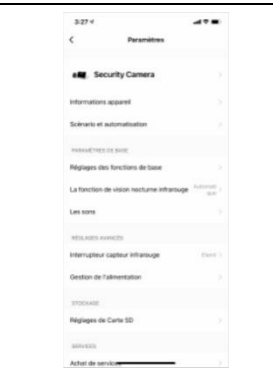 3:27
Paramètres
Security Camera
Informations appareil
Scénario et automatisation
PARAMÈTRES DE BASE
Réglages des fonctions de base
La fonction de vision nocturne infrarouge
Les sons
RÉGLAGES AVANCÉS
Interrupteur capteur infrarouge
Gestion de l'alimentation
STOCKAGE
Réglages de Carte SD
SERVICES
Achat de services